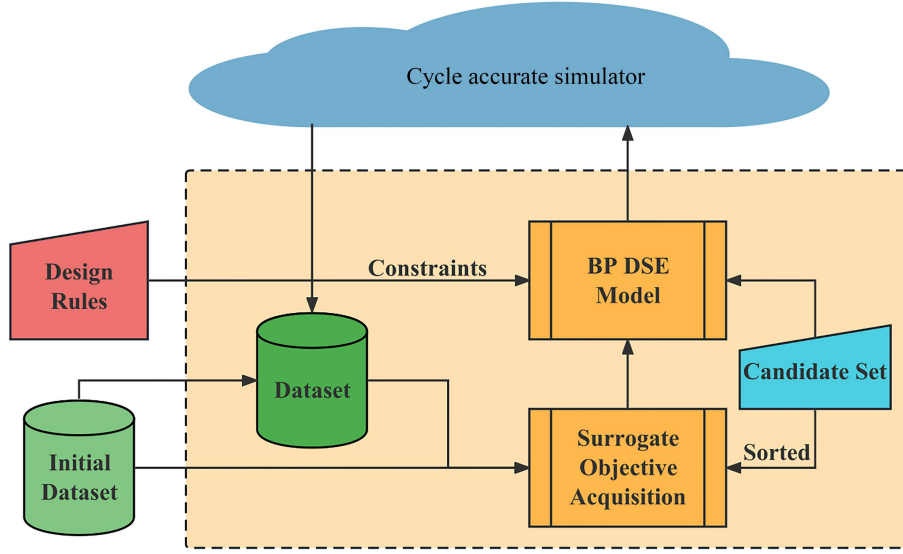 Cycle accurate simulator
Design
Rules
Constraints
BP DSE
Model
Dataset
Candidate Set
Initial
Dataset
Surrogate
Objective
Acquisition
Sorted